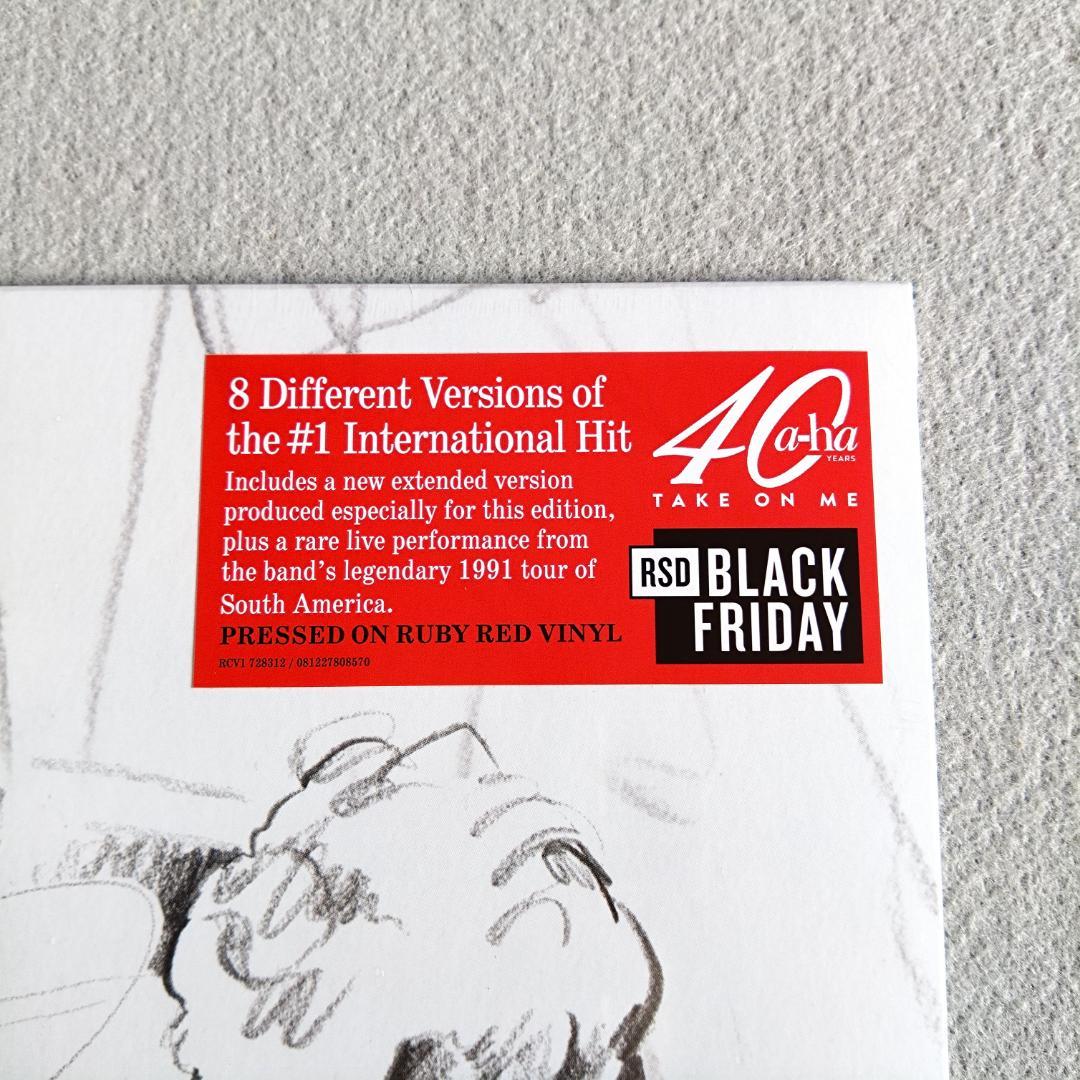 8 Different Versions of
the #1 International Hit
Includes a new extended version
produced especially for this edition,
plus a rare live performance from
the band's legendary 1991 tour of
South America.
PRESSED ON RUBY RED VINYL
RCV1 728312 / 081227808570
40
a-ha
YEARS
TAKE ON ME
RSD BLACK
FRIDAY